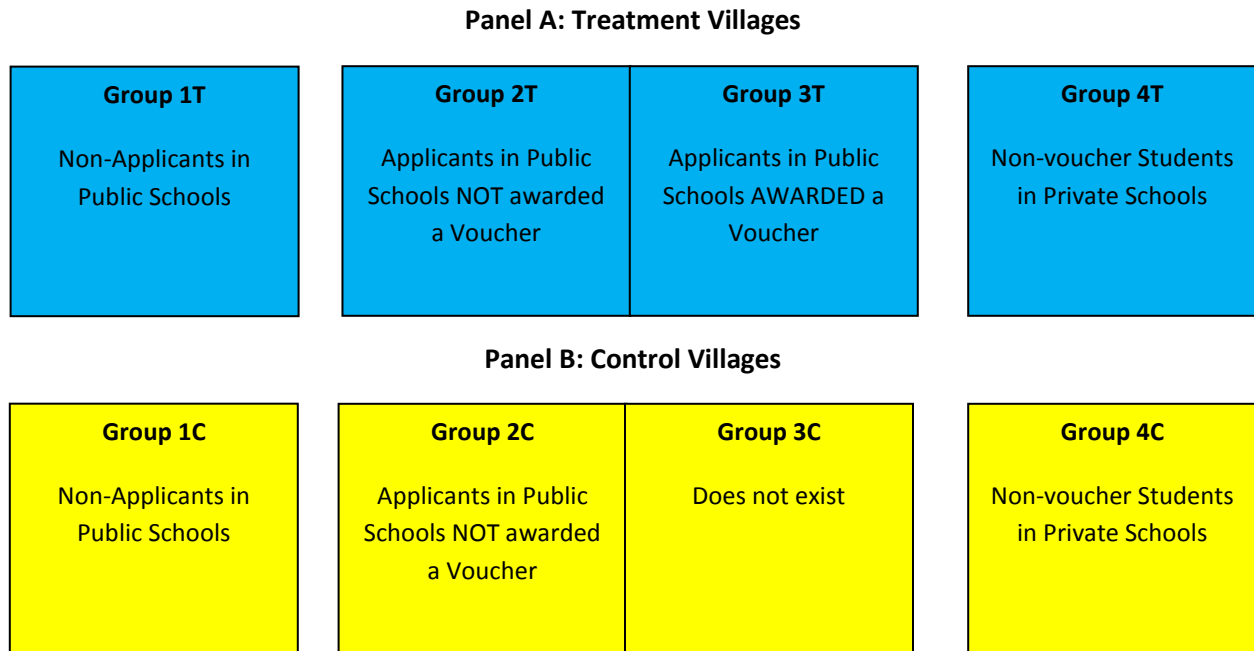 Panel A: Treatment Villages
Group 1T
Non-Applicants in
Public Schools
Group 2T
Applicants in Public
Schools NOT awarded
a Voucher
Group 3T
Applicants in Public
Schools AWARDED a
Voucher
Group 4T
Non-voucher Students
in Private Schools
Panel B: Control Villages
Group 1C
Non-Applicants in
Public Schools
Group 2C
Applicants in Public
Schools NOT awarded
a Voucher
Group 3C
Does not exist
Group 4C
Non-voucher Students
in Private Schools